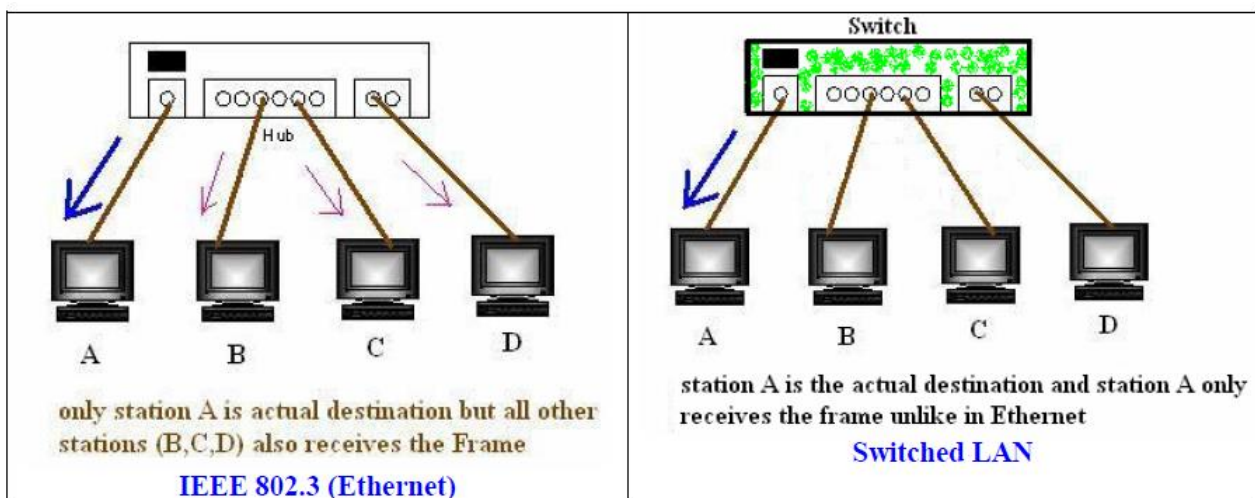 Hub
A
B
C
D
only station A is actual destination but all other
stations (B,C,D) also receives the Frame
IEEE 802.3 (Ethernet)
Switch
A
B
C
D
station A is the actual destination and station A only
receives the frame unlike in Ethernet
Switched LAN